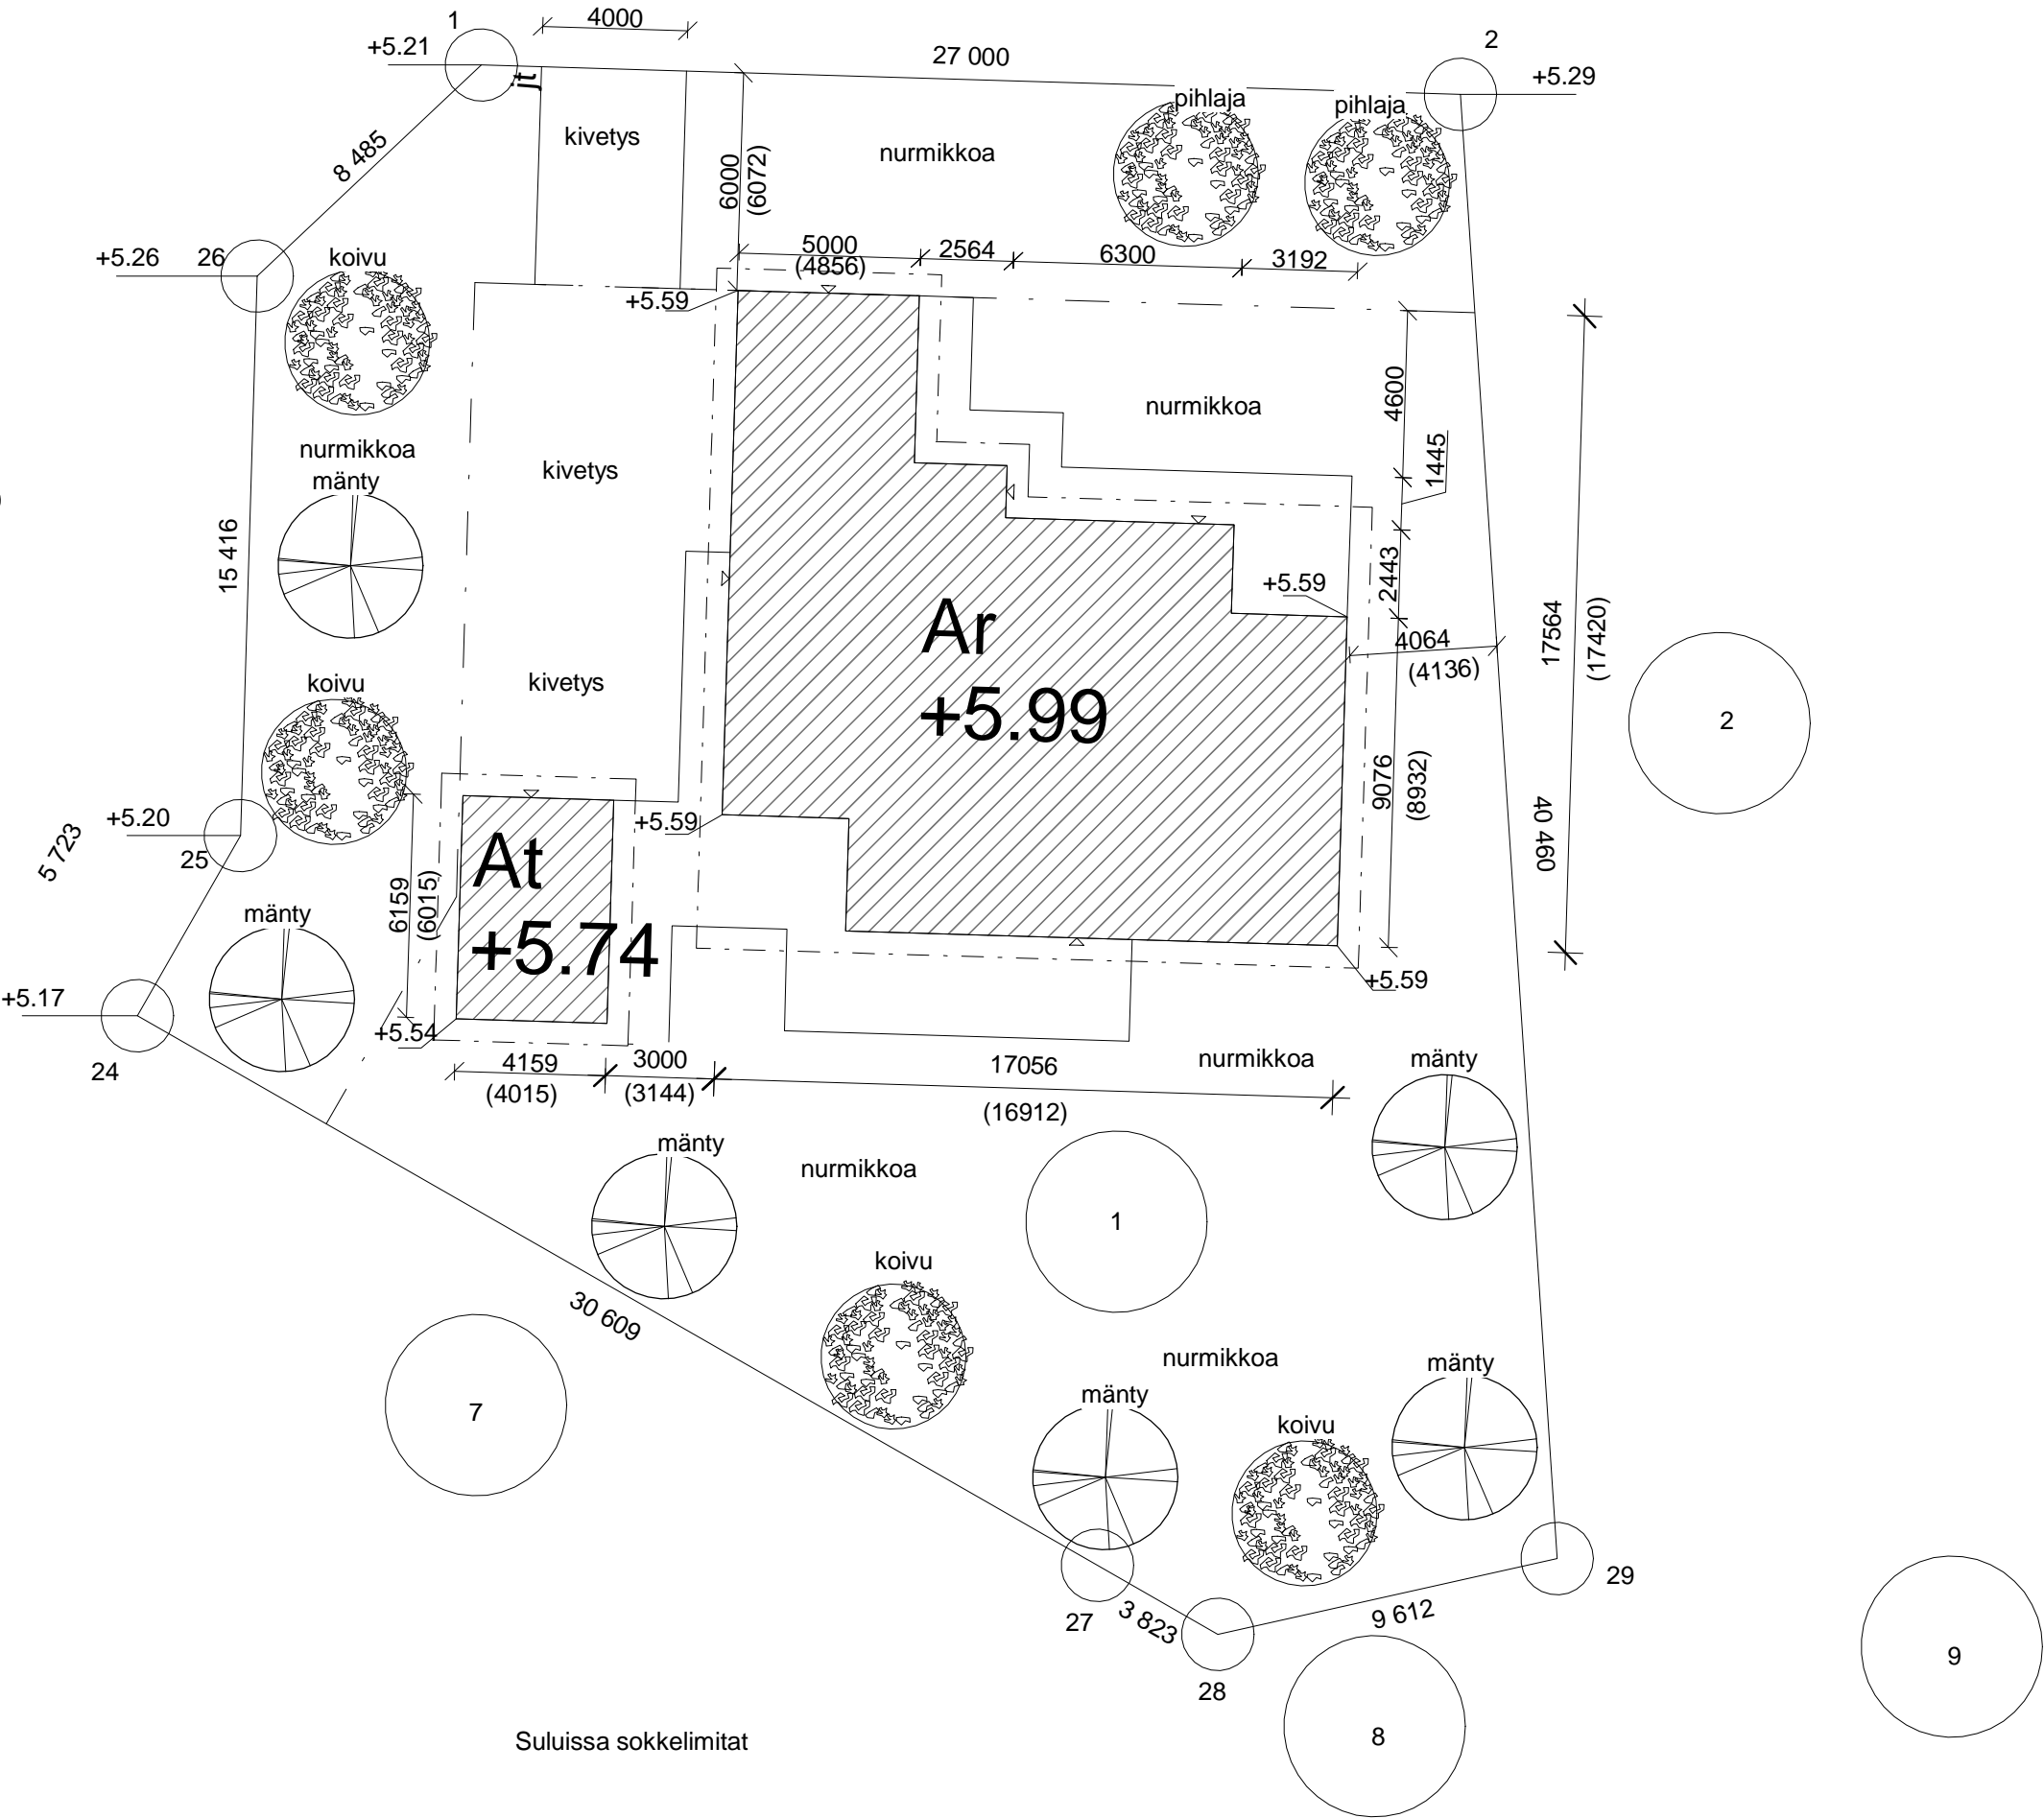 1
4000
2
+5.21
27 000
+5.29
jt
pihlaja
pihlaja
kivetys
nurmikkoa
8 485
6000
(6072)
+5.26
26
koivu
5000
(4856)
2564
6300
3192
+5.59
4600
nurmikkoa
1445
nurmikkoa
mänty
kivetys
15 416
2443
+5.59
17564
(17420)
Ar
+5.99
4064
(4136)
koivu
kivetys
2
9076
(8932)
40 460
+5.20
25
5 723
+5.59
At
+5.74
6159
(6015)
mänty
+5.59
+5.17
24
+5.54
4159
(4015)
3000
(3144)
17056
(16912)
nurmikkoa
mänty
mänty
nurmikkoa
1
koivu
30 609
nurmikkoa
mänty
mänty
7
koivu
29
27
3 823
9 612
28
9
8
Suluissa sokkelimitat